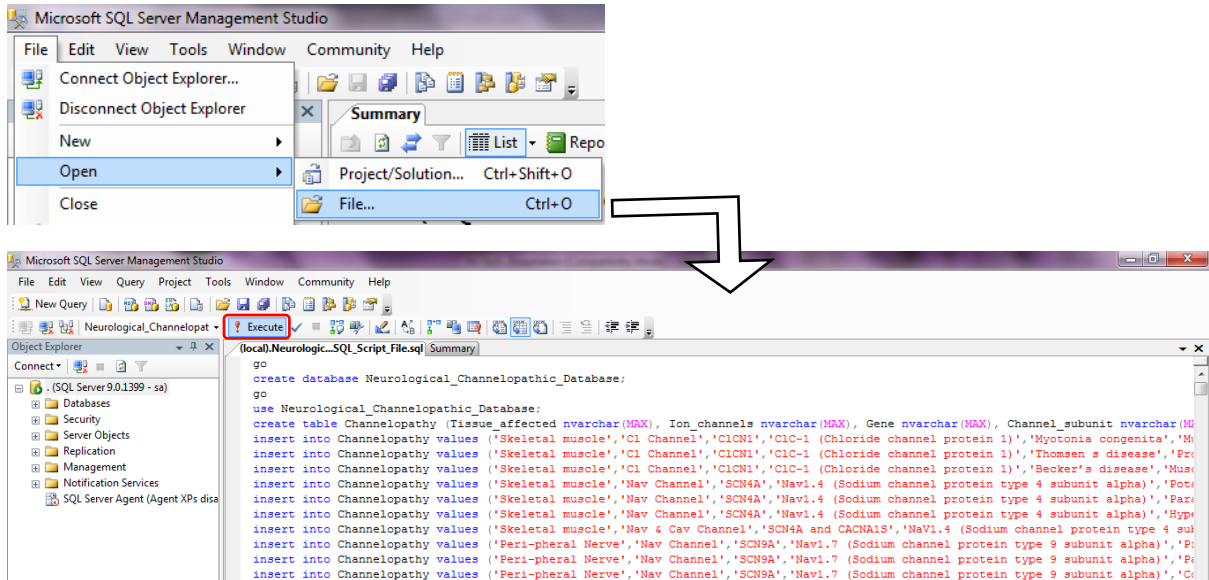 Microsoft SQL Server Management Studio
File Edit View Tools Window Community Help
Connect Object Explorer...
Disconnect Object Explorer
Summary
New
List Repo
Open
Project/Solution... Ctrl+Shift+O
Close
File... Ctrl+O
Microsoft SQL Server Management Studio
File Edit View Query Project Tools Window Community Help
New Query
Neurological_Channelopat Execute
Object Explorer
(local).Neurologic...SQL_Script_File.sql Summary
Connect
go
create database Neurological_Channelopathic_Database;
. (SQL Server 9.0.1399 - sa)
go
Databases
use Neurological_Channelopathic_Database;
Security
create table Channelopathy (Tissue_affected nvarchar(MAX), Ion_channels nvarchar(MAX), Gene nvarchar(MAX), Channel_subunit nvarchar(M
Server Objects
insert into Channelopathy values ('Skeletal muscle','Cl Channel','ClCN1','ClC-1 (Chloride channel protein 1)','Myotonia congenita','Mu
Replication
insert into Channelopathy values ('Skeletal muscle','Cl Channel','ClCN1','ClC-1 (Chloride channel protein 1)','Thomsen s disease','Pro
Management
insert into Channelopathy values ('Skeletal muscle','Cl Channel','ClCN1','ClC-1 (Chloride channel protein 1)','Becker's disease','Musc
Notification Services
insert into Channelopathy values ('Skeletal muscle','Nav Channel','SCN4A','Nav1.4 (Sodium channel protein type 4 subunit alpha)','Pota
SQL Server Agent (Agent XPs disa
insert into Channelopathy values ('Skeletal muscle','Nav Channel','SCN4A','Nav1.4 (Sodium channel protein type 4 subunit alpha)','Para
insert into Channelopathy values ('Skeletal muscle','Nav Channel','SCN4A','Nav1.4 (Sodium channel protein type 4 subunit alpha)','Hype
insert into Channelopathy values ('Skeletal muscle','Nav & Cav Channel','SCN4A and CACNA1S','NaV1.4 (Sodium channel protein type 4 sub
insert into Channelopathy values ('Peri-pheral Nerve','Nav Channel','SCN9A','Nav1.7 (Sodium channel protein type 9 subunit alpha)','P
insert into Channelopathy values ('Peri-pheral Nerve','Nav Channel','SCN9A','Nav1.7 (Sodium channel protein type 9 subunit alpha)','Pa
insert into Channelopathy values ('Peri-pheral Nerve','Nav Channel','SCN9A','Nav1.7 (Sodium channel protein type 9 subunit alpha)','C